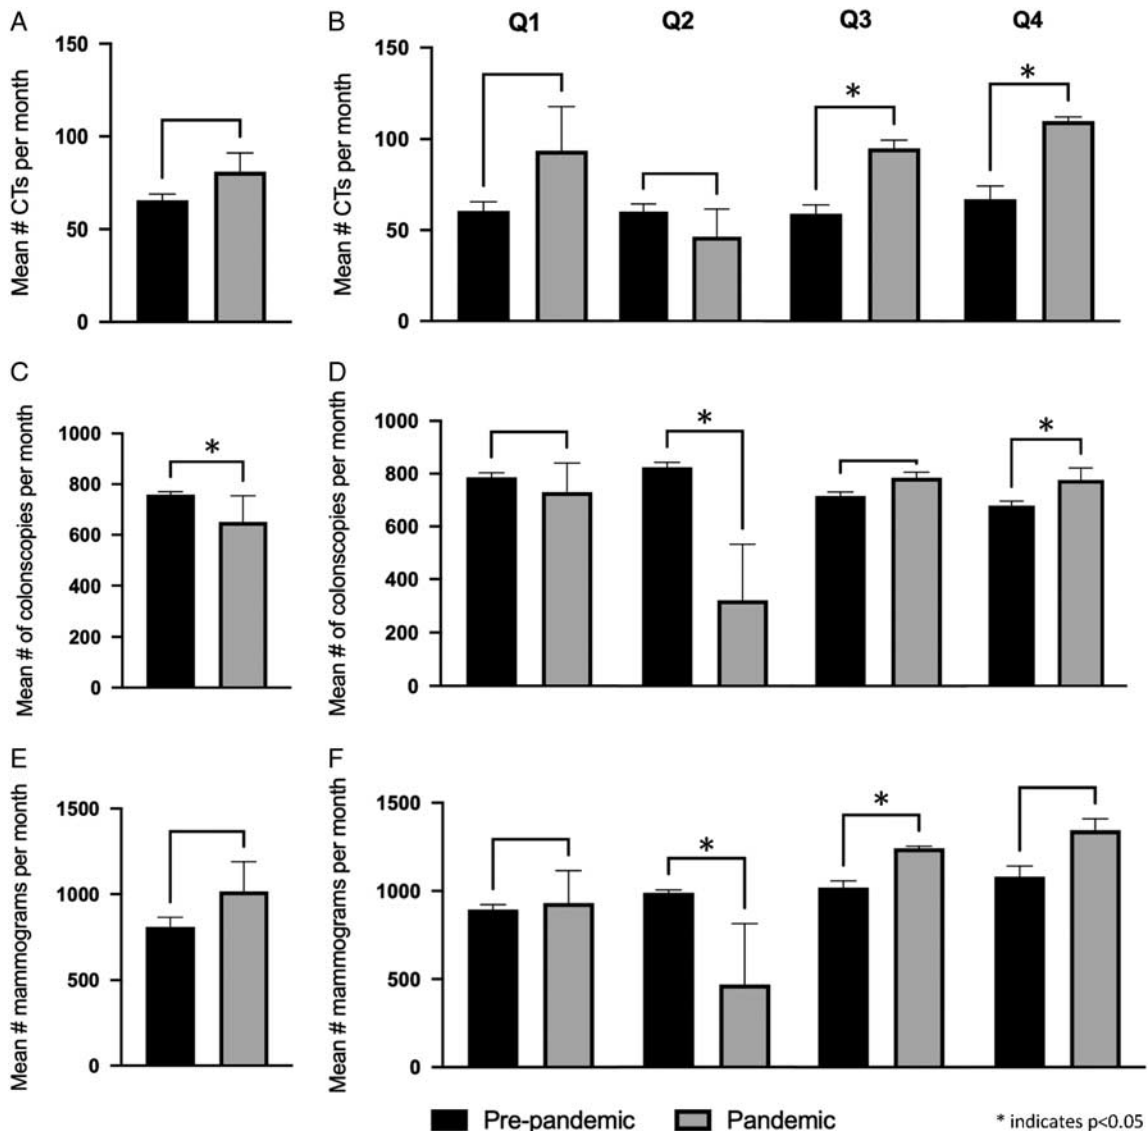 A
Mean # CTs per month
150
100
50
0
B
Q1 Q2 Q3 Q4
Mean # CTs per month
150
100
50
0
* *
C
Mean # of colonscopies per month
1000
800
600
400
200
0
*
D
Mean # of colonscopies per month
1000
800
600
400
200
0
* *
E
Mean # mammograms per month
1500
1000
500
0
F
Mean # mammograms per month
1500
1000
500
0
* *
Pre-pandemic Pandemic
* indicates p<0.05